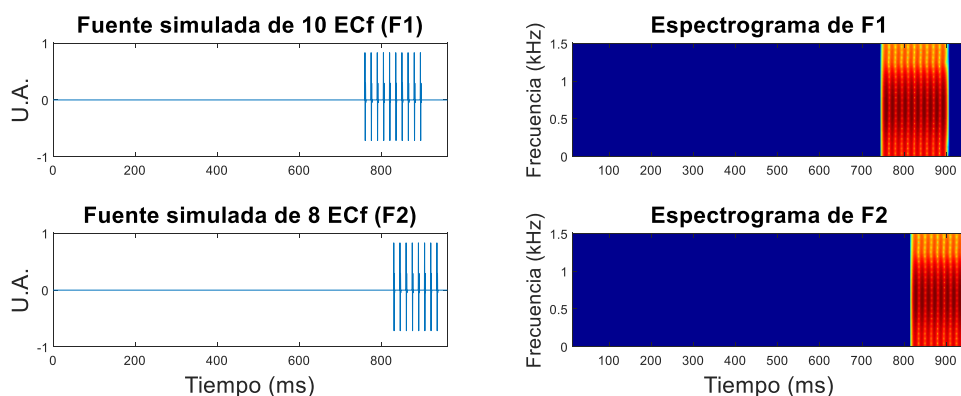 Fuente simulada de 10 ECf (F1)
U.A.
1
0
-1
0 200 400 600 800
Espectrograma de F1
Frecuencia (kHz)
1.5
1
0.5
0
100 200 300 400 500 600 700 800 900
Fuente simulada de 8 ECf (F2)
U.A.
1
0
-1
0 200 400 600 800
Tiempo (ms)
Espectrograma de F2
Frecuencia (kHz)
1.5
1
0.5
0
100 200 300 400 500 600 700 800 900
Tiempo (ms)